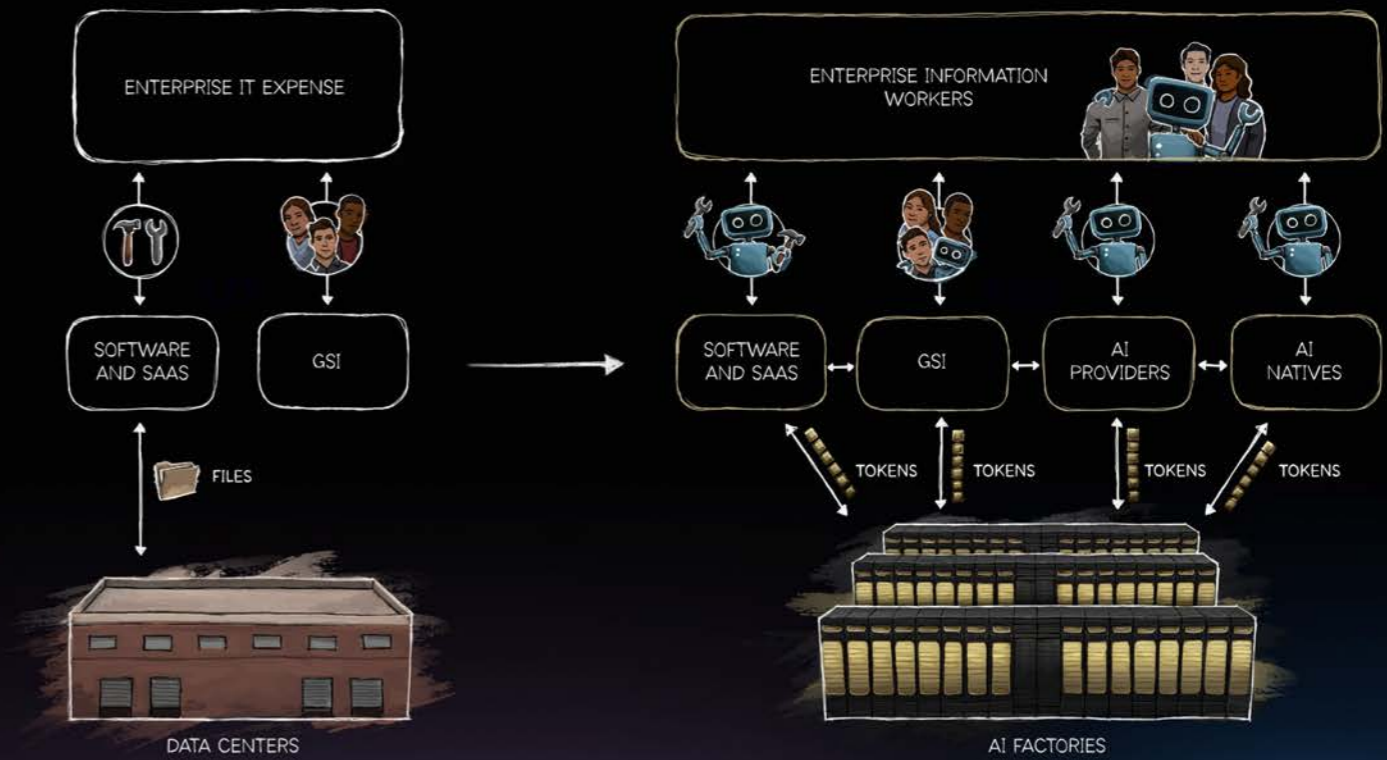 ENTERPRISE IT EXPENSE
SOFTWARE
AND SAAS
GSI
FILES
DATA CENTERS
ENTERPRISE INFORMATION
WORKERS
SOFTWARE
AND SAAS
GSI
AI
PROVIDERS
AI
NATIVES
TOKENS
TOKENS
TOKENS
TOKENS
AI FACTORIES